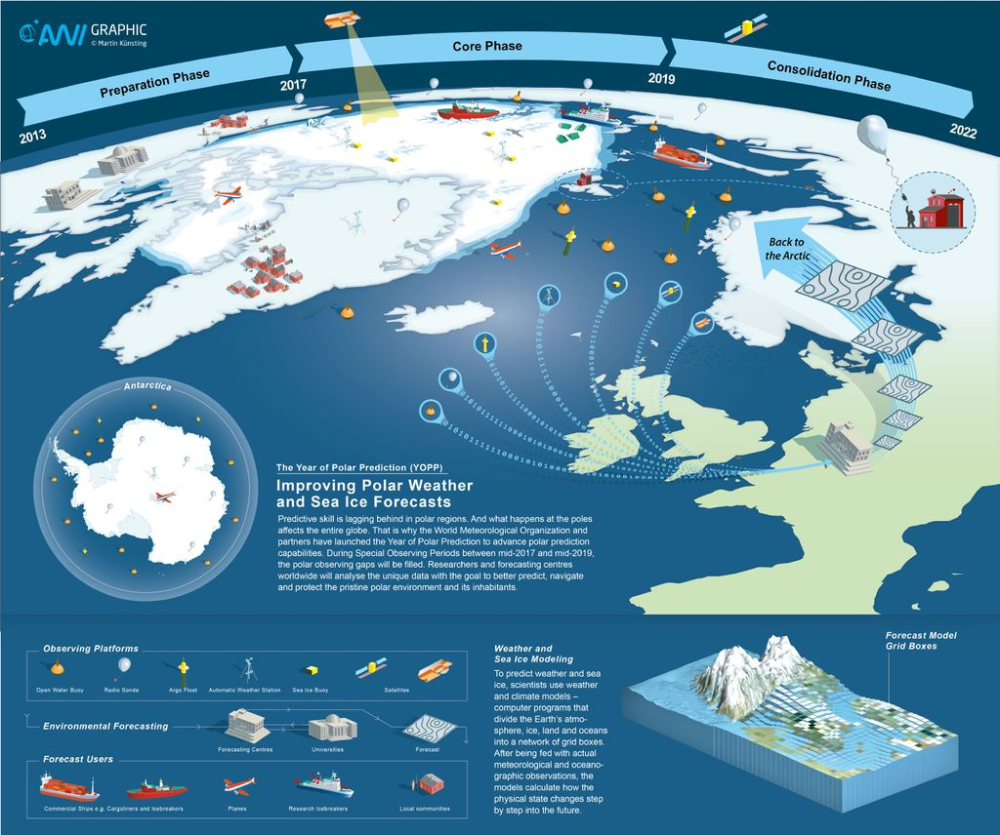 AWI GRAPHIC
© Martin Künsting
Preparation Phase
Core Phase
Consolidation Phase
2013
2017
2019
2022
Back to
the Arctic
Antarctica
The Year of Polar Prediction (YOPP)
Improving Polar Weather
and Sea Ice Forecasts
Predictive skill is lagging behind in polar regions. And what happens at the poles
affects the entire globe. That is why the World Meteorological Organization and
partners have launched the Year of Polar Prediction to advance polar prediction
capabilities. During Special Observing Periods between mid-2017 and mid-2019,
the polar observing gaps will be filled. Researchers and forecasting centres
worldwide will analyse the unique data with the goal to better predict, navigate
and protect the pristine polar environment and its inhabitants.
Observing Platforms
Open Water Buoy Radio Sonde Argo Float Automatic Weather Station Sea Ice Buoy Satellites
Environmental Forecasting
Forecasting Centres Universities Forecast
Forecast Users
Commercial Ships e.g. Cargoliners and Icebreakers Planes Research Icebreakers Local communities
Weather and
Sea Ice Modeling
To predict weather and sea
ice, scientists use weather
and climate models –
computer programs that
divide the Earth's atmo-
sphere, ice, land and oceans
into a network of grid boxes.
After being fed with actual
meteorological and oceano-
graphic observations, the
models calculate how the
physical state changes step
by step into the future.
Forecast Model
Grid Boxes